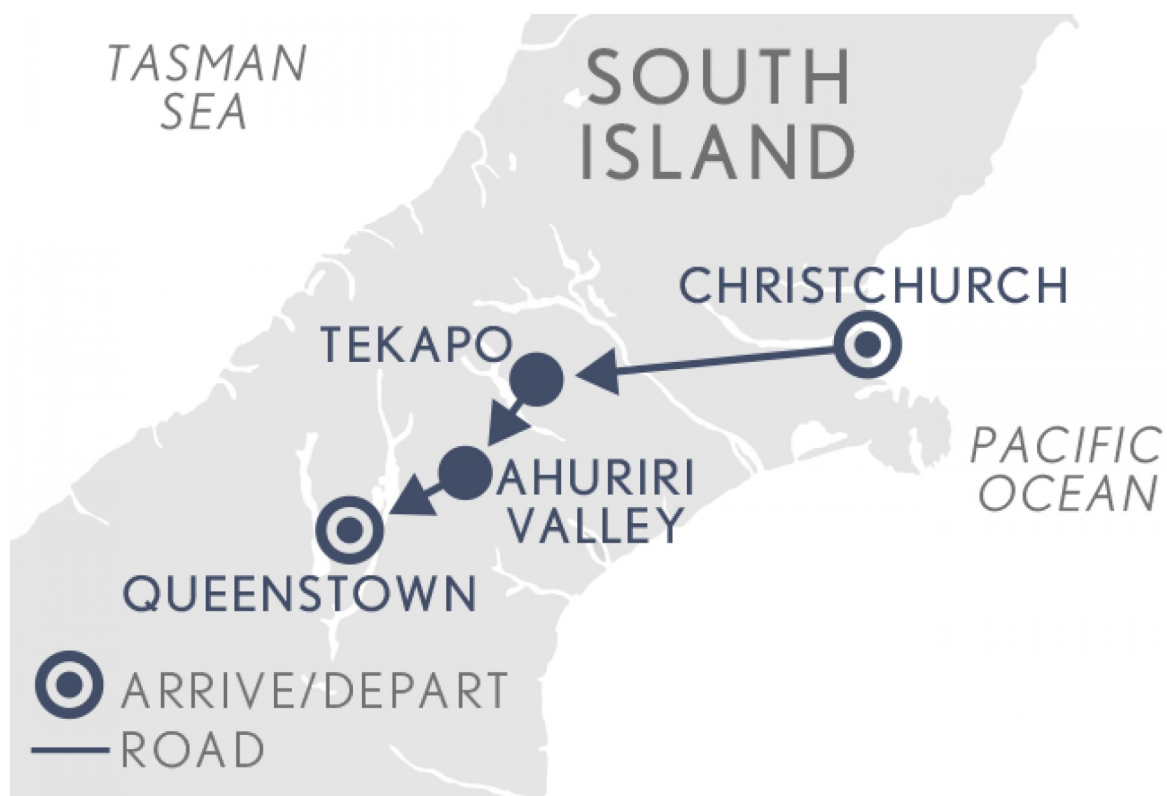 TASMAN
SEA
SOUTH
ISLAND
CHRISTCHURCH
TEKAPO
PACIFIC
OCEAN
AHURIRI
VALLEY
QUEENSTOWN
ARRIVE/DEPART
ROAD